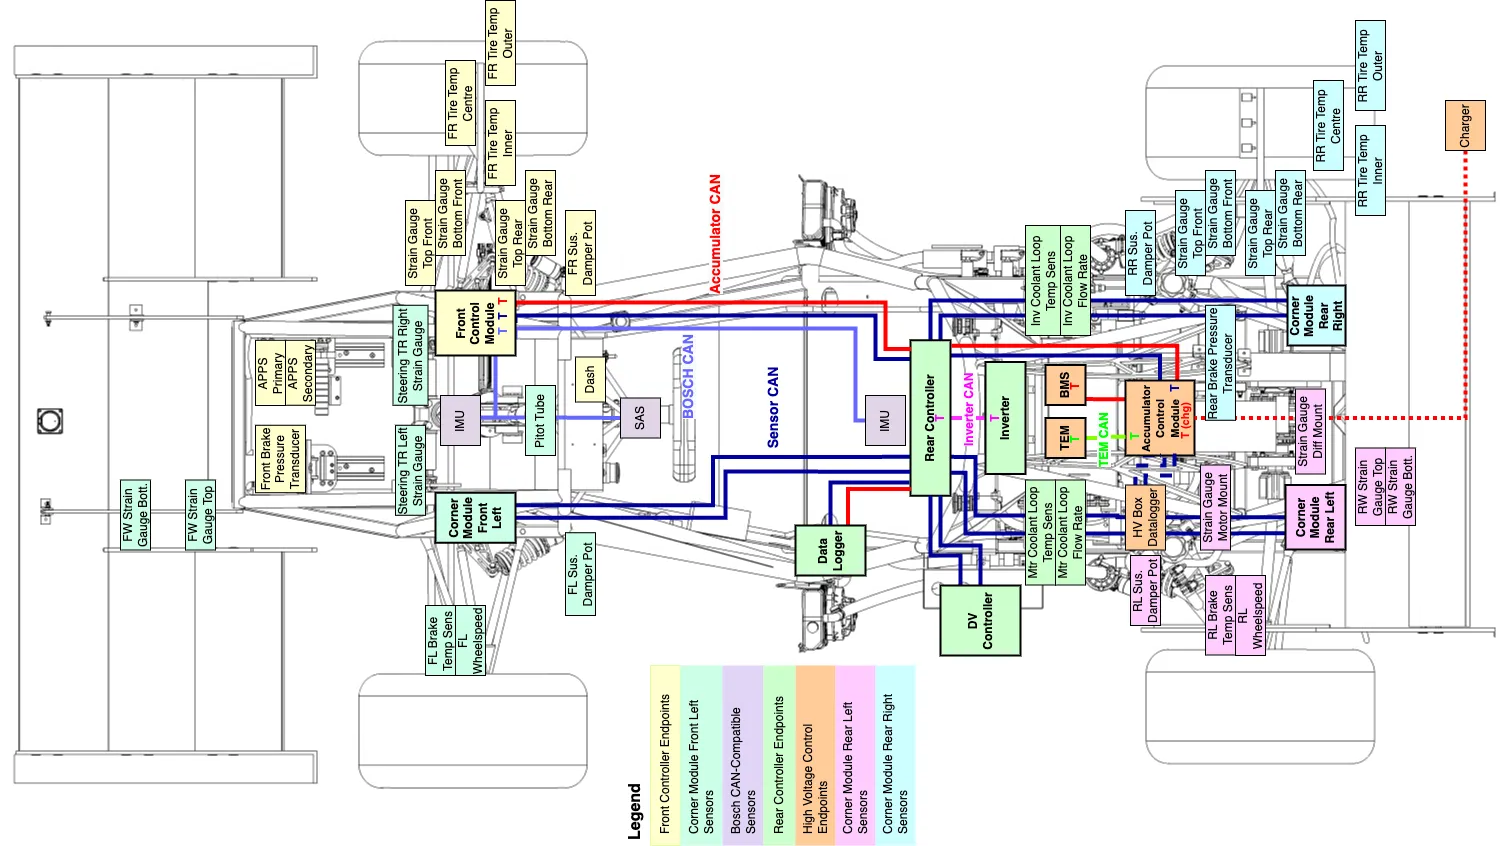 FR Tire Temp
Outer
FR Tire Temp
Centre
FR Tire Temp
Inner
Strain Gauge
Top Front
Strain Gauge
Bottom Front
Strain Gauge
Top Rear
Strain Gauge
Bottom Rear
FR Sus.
Damper Pot
Front
Control
Module
T T T
Steering TR Right
Strain Gauge
APPS
Primary
APPS
Secondary
Front Brake
Pressure
Transducer
Steering TR Left
Strain Gauge
FW Strain
Gauge Bott.
FW Strain
Gauge Top
IMU
Pitot Tube
Dash
SAS
Corner
Module
Front
Left
FL Sus.
Damper Pot
FL Brake
Temp Sens
FL
Wheelspeed
Accumulator CAN
BOSCH CAN
Sensor CAN
IMU
Rear Controller
T
Inverter CAN
T
Inverter
Data
Logger
DV
Controller
Inv Coolant Loop
Temp Sens
Inv Coolant Loop
Flow Rate
Mtr Coolant Loop
Temp Sens
Mtr Coolant Loop
Flow Rate
BMS
T
TEM
T
TEM CAN
T
Accumulator
Control
Module T
T (chg)
HV Box
Datalogger
RR Sus.
Damper Pot
Strain Gauge
Top Front
Strain Gauge
Bottom Front
Strain Gauge
Top Rear
Strain Gauge
Bottom Rear
RR Tire Temp
Outer
RR Tire Temp
Centre
RR Tire Temp
Inner
Charger
Corner
Module
Rear
Right
Rear Brake Pressure
Transducer
Strain Gauge
Diff Mount
Strain Gauge
Motor Mount
Corner
Module
Rear Left
RW Strain
Gauge Top
RW Strain
Gauge Bott.
RL Sus.
Damper Pot
RL Brake
Temp Sens
RL
Wheelspeed
Legend
Front Controller Endpoints
Corner Module Front Left
Sensors
Bosch CAN-Compatible
Sensors
Rear Controller Endpoints
High Voltage Control
Endpoints
Corner Module Rear Left
Sensors
Corner Module Rear Right
Sensors